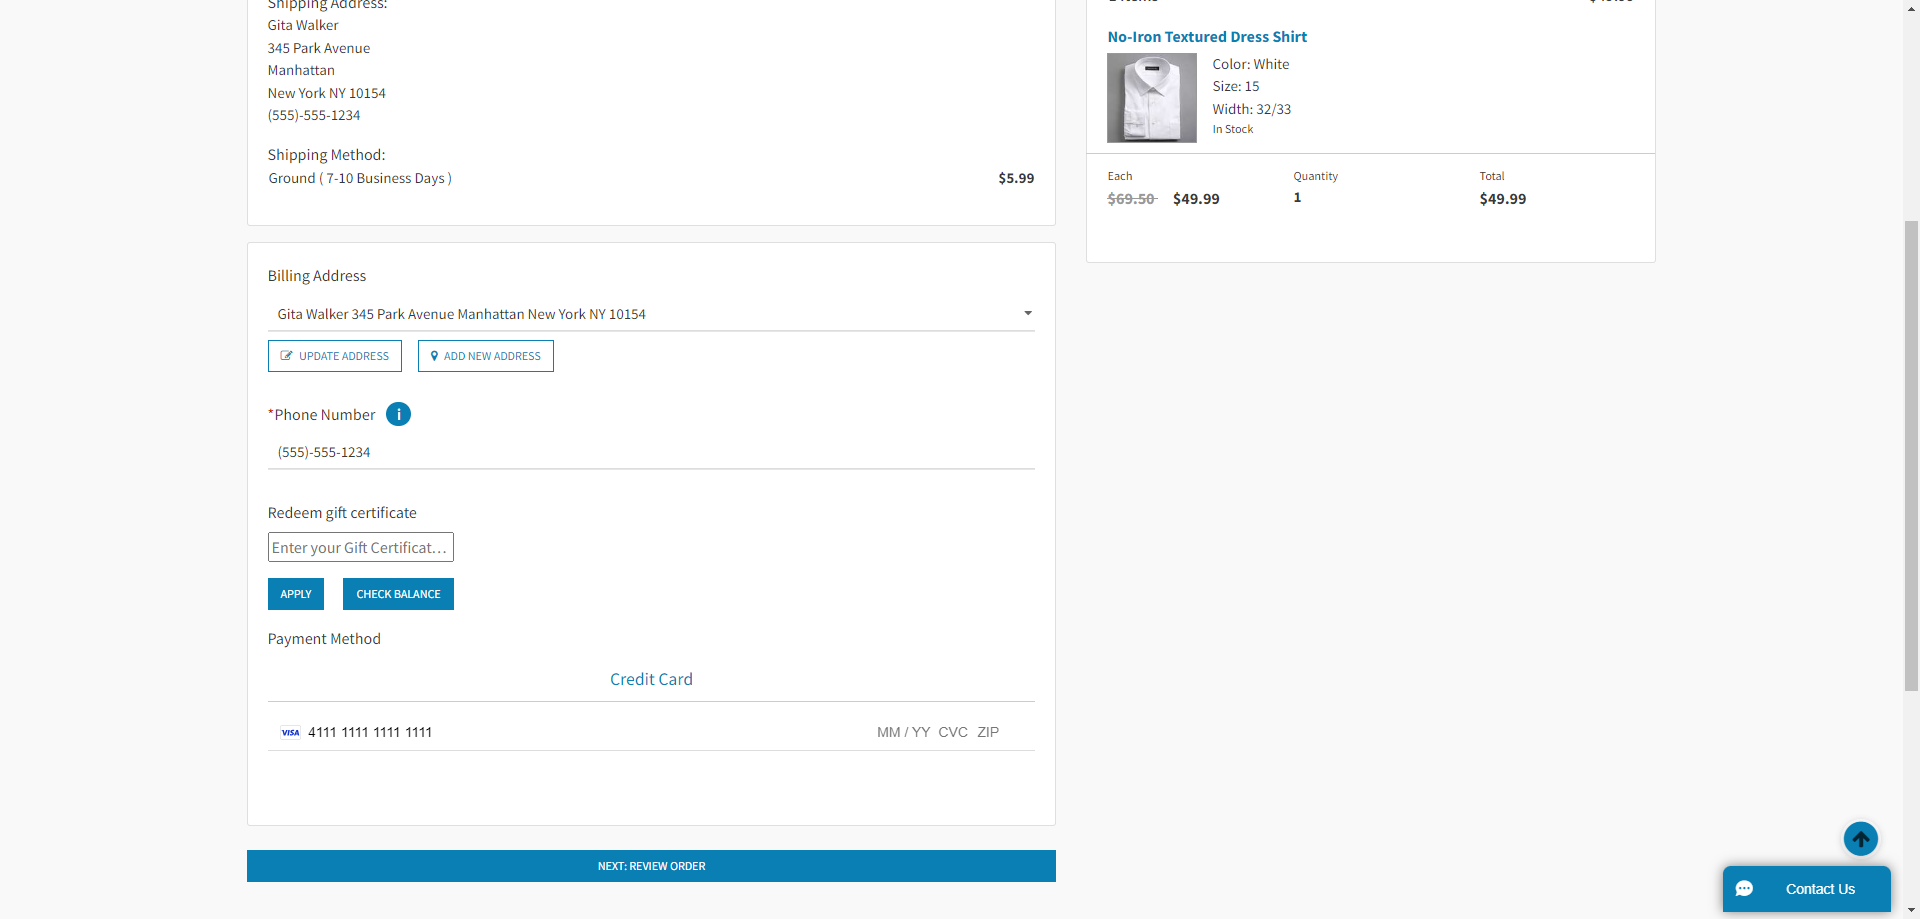 Shipping Address:
Gita Walker
345 Park Avenue
Manhattan
New York NY 10154
(555)-555-1234
Shipping Method:
Ground ( 7-10 Business Days )
$5.99
Billing Address
Gita Walker 345 Park Avenue Manhattan New York NY 10154
UPDATE ADDRESS
ADD NEW ADDRESS
*Phone Number i
(555)-555-1234
Redeem gift certificate
Enter your Gift Certificat...
APPLY
CHECK BALANCE
Payment Method
Credit Card
VISA 4111 1111 1111 1111
MM / YY CVC ZIP
NEXT: REVIEW ORDER
No-Iron Textured Dress Shirt
Color: White
Size: 15
Width: 32/33
In Stock
Each
$69.50 $49.99
Quantity
1
Total
$49.99
Contact Us